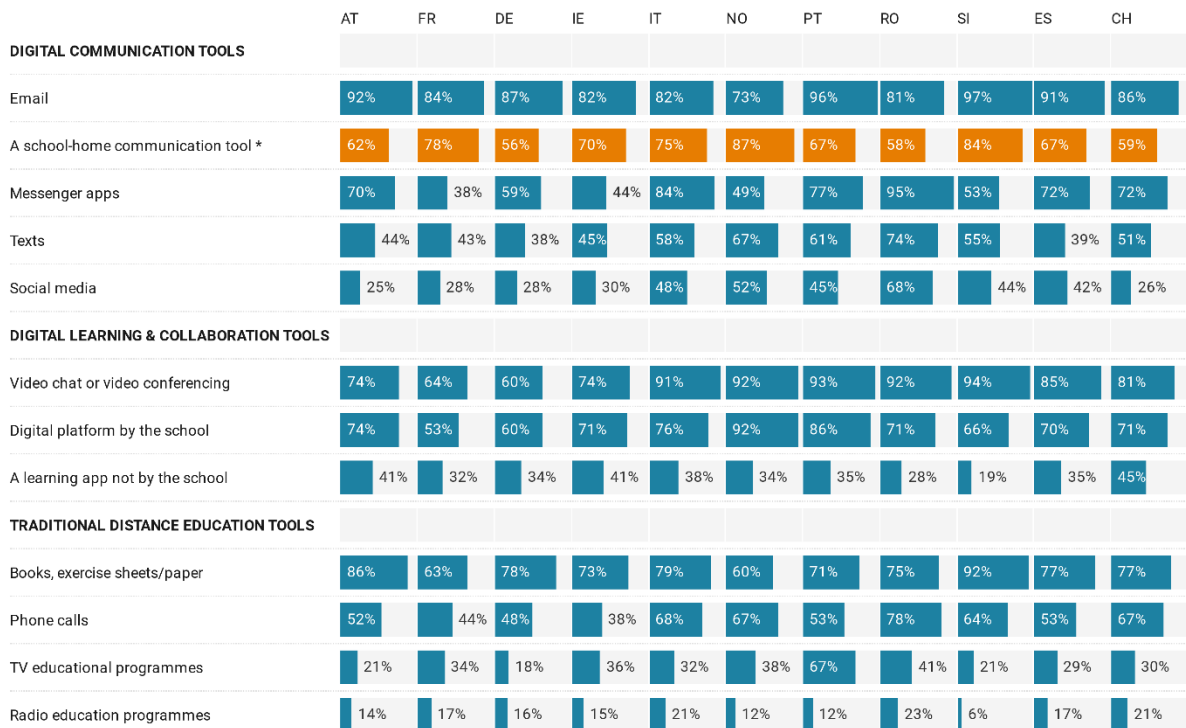 AT FR DE IE IT NO PT RO SI ES CH
DIGITAL COMMUNICATION TOOLS
Email 92% 84% 87% 82% 82% 73% 96% 81% 97% 91% 86%
A school-home communication tool * 62% 78% 56% 70% 75% 87% 67% 58% 84% 67% 59%
Messenger apps 70% 38% 59% 44% 84% 49% 77% 95% 53% 72% 72%
Texts 44% 43% 38% 45% 58% 67% 61% 74% 55% 39% 51%
Social media 25% 28% 28% 30% 48% 52% 45% 68% 44% 42% 26%
DIGITAL LEARNING & COLLABORATION TOOLS
Video chat or video conferencing 74% 64% 60% 74% 91% 92% 93% 92% 94% 85% 81%
Digital platform by the school 74% 53% 60% 71% 76% 92% 86% 71% 66% 70% 71%
A learning app not by the school 41% 32% 34% 41% 38% 34% 35% 28% 19% 35% 45%
TRADITIONAL DISTANCE EDUCATION TOOLS
Books, exercise sheets/paper 86% 63% 78% 73% 79% 60% 71% 75% 92% 77% 77%
Phone calls 52% 44% 48% 38% 68% 67% 53% 78% 64% 53% 67%
TV educational programmes 21% 34% 18% 36% 32% 38% 67% 41% 21% 29% 30%
Radio education programmes 14% 17% 16% 15% 21% 12% 12% 23% 6% 17% 21%